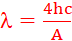 λ = 4hc/A